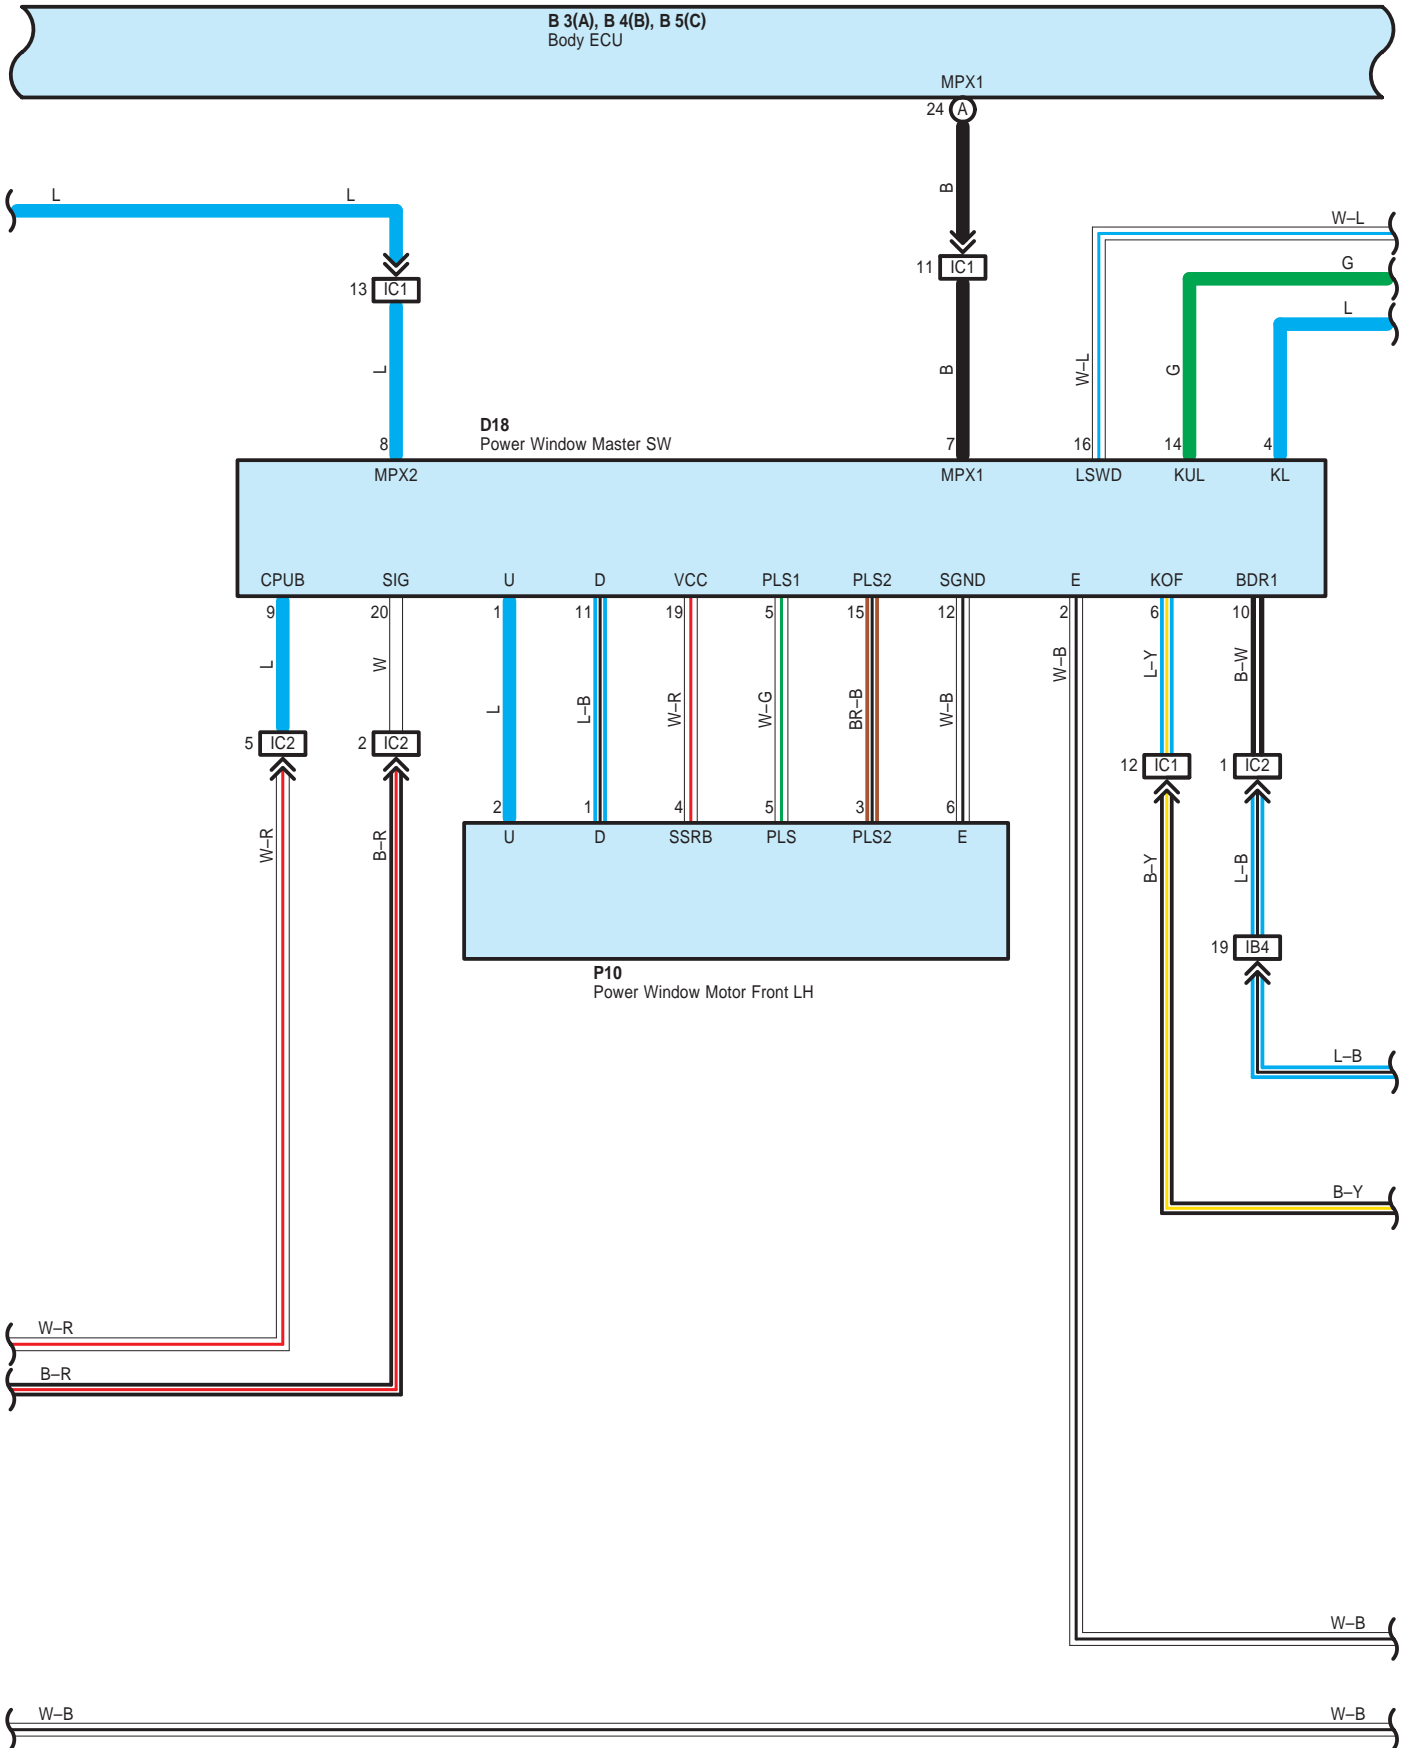 B 3(A), B 4(B), B 5(C)
Body ECU
MPX1
24 A
L L
B
W–L
G
L
11 IC1
13 IC1
L
B
W–L
G
D18
Power Window Master SW
8 7 16 14 4
MPX2 MPX1 LSWD KUL KL
CPUB SIG U D VCC PLS1 PLS2 SGND E KOF BDR1
9 20 1 11 19 5 15 12 2 6 10
L W L L–B W–R W–G BR–B W–B W–B L–Y B–W
5 IC2 2 IC2
12 IC1 1 IC2
2 1 4 5 3 6
U D SSRB PLS PLS2 E
W–R B–R B–Y L–B
19 IB4
P10
Power Window Motor Front LH
L–B
B–Y
W–R
B–R
W–B
W–B W–B